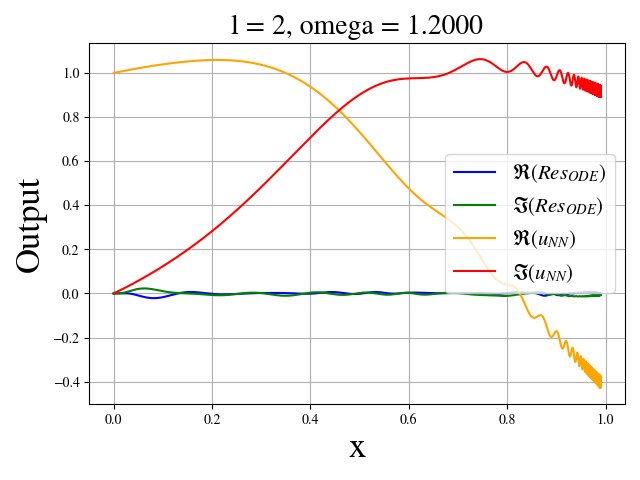 l = 2, omega = 1.2000
Output
1.0
0.8
0.6
0.4
0.2
0.0
−0.2
−0.4
ℜ(Res_ODE)
ℑ(Res_ODE)
ℜ(u_NN)
ℑ(u_NN)
0.0 0.2 0.4 0.6 0.8 1.0
x